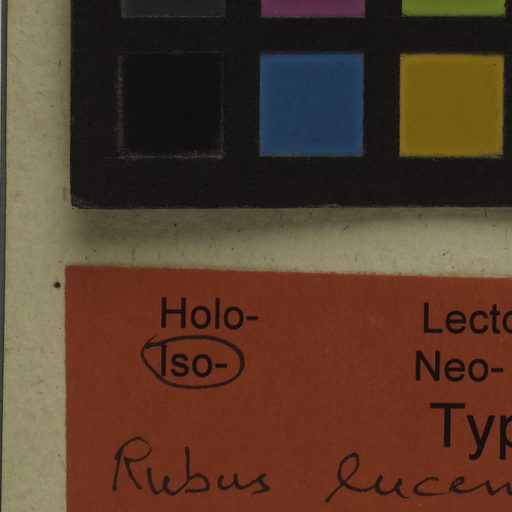 Holo- Lecto
Iso- Neo-
Typ
Rubus lucen